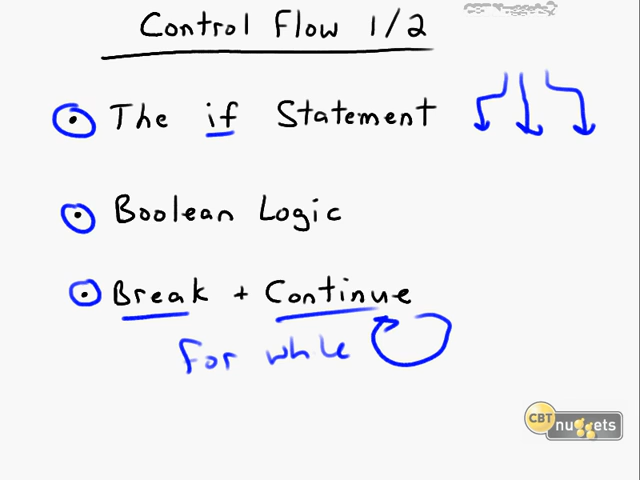 Control Flow 1/2
The if Statement
Boolean Logic
Break + Continue
for while
CBT nuggets